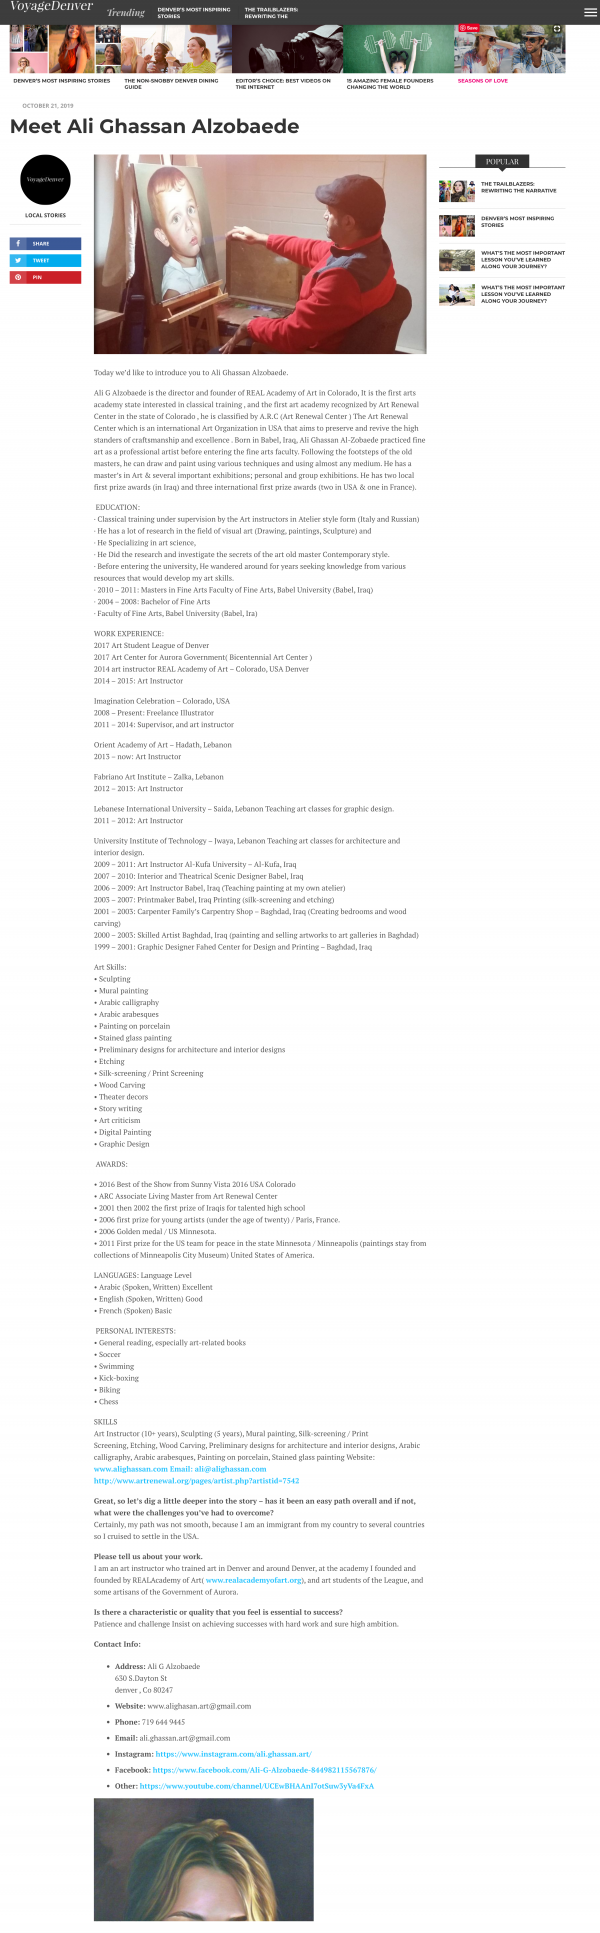 VoyageDenver
Trending
DENVER'S MOST INSPIRING
STORIES
THE TRAILBLAZERS:
REWRITING THE
Save
DENVER'S MOST INSPIRING STORIES
THE NON-SNOBBY DENVER DINING
GUIDE
EDITOR'S CHOICE: BEST VIDEOS ON
THE INTERNET
15 AMAZING FEMALE FOUNDERS
CHANGING THE WORLD
SEASONS OF LOVE
OCTOBER 21, 2019
Meet Ali Ghassan Alzobaede
VoyageDenver
LOCAL STORIES
SHARE
TWEET
PIN
POPULAR
THE TRAILBLAZERS:
REWRITING THE NARRATIVE
DENVER'S MOST INSPIRING
STORIES
WHAT'S THE MOST IMPORTANT
LESSON YOU'VE LEARNED
ALONG YOUR JOURNEY?
WHAT'S THE MOST IMPORTANT
LESSON YOU'VE LEARNED
ALONG YOUR JOURNEY?
Today we'd like to introduce you to Ali Ghassan Alzobaede.
Ali G Alzobaede is the director and founder of REAL Academy of Art in Colorado, It is the first arts
academy state interested in classical training , and the first art academy recognized by Art Renewal
Center in the state of Colorado , he is classified by A.R.C (Art Renewal Center ) The Art Renewal
Center which is an international Art Organization in USA that aims to preserve and revive the high
standers of craftsmanship and excellence . Born in Babel, Iraq, Ali Ghassan Al-Zobaede practiced fine
art as a professional artist before entering the fine arts faculty. Following the footsteps of the old
masters, he can draw and paint using various techniques and using almost any medium. He has a
master's in Art & several important exhibitions; personal and group exhibitions. He has two local
first prize awards (in Iraq) and three international first prize awards (two in USA & one in France).
EDUCATION:
· Classical training under supervision by the Art instructors in Atelier style form (Italy and Russian)
· He has a lot of research in the field of visual art (Drawing, paintings, Sculpture) and
· He Specializing in art science,
· He Did the research and investigate the secrets of the art old master Contemporary style.
· Before entering the university, He wandered around for years seeking knowledge from various
resources that would develop my art skills.
· 2010 – 2011: Masters in Fine Arts Faculty of Fine Arts, Babel University (Babel, Iraq)
· 2004 – 2008: Bachelor of Fine Arts
· Faculty of Fine Arts, Babel University (Babel, Ira)
WORK EXPERIENCE:
2017 Art Student League of Denver
2017 Art Center for Aurora Government( Bicentennial Art Center )
2014 art instructor REAL Academy of Art – Colorado, USA Denver
2014 – 2015: Art Instructor
Imagination Celebration – Colorado, USA
2008 – Present: Freelance Illustrator
2011 – 2014: Supervisor, and art instructor
Orient Academy of Art – Hadath, Lebanon
2013 – now: Art Instructor
Fabriano Art Institute – Zalka, Lebanon
2012 – 2013: Art Instructor
Lebanese International University – Saida, Lebanon Teaching art classes for graphic design.
2011 – 2012: Art Instructor
University Institute of Technology – Jwaya, Lebanon Teaching art classes for architecture and
interior design.
2009 – 2011: Art Instructor Al-Kufa University – Al-Kufa, Iraq
2007 – 2010: Interior and Theatrical Scenic Designer Babel, Iraq
2006 – 2009: Art Instructor Babel, Iraq (Teaching painting at my own atelier)
2003 – 2007: Printmaker Babel, Iraq Printing (silk-screening and etching)
2001 – 2003: Carpenter Family's Carpentry Shop – Baghdad, Iraq (Creating bedrooms and wood
carving)
2000 – 2003: Skilled Artist Baghdad, Iraq (painting and selling artworks to art galleries in Baghdad)
1999 – 2001: Graphic Designer Fahed Center for Design and Printing – Baghdad, Iraq
Art Skills:
• Sculpting
• Mural painting
• Arabic calligraphy
• Arabic arabesques
• Painting on porcelain
• Stained glass painting
• Preliminary designs for architecture and interior designs
• Etching
• Silk-screening / Print Screening
• Wood Carving
• Theater decors
• Story writing
• Art criticism
• Digital Painting
• Graphic Design
AWARDS:
• 2016 Best of the Show from Sunny Vista 2016 USA Colorado
• ARC Associate Living Master from Art Renewal Center
• 2001 then 2002 the first prize of Iraqis for talented high school
• 2006 first prize for young artists (under the age of twenty) / Paris, France.
• 2006 Golden medal / US Minnesota.
• 2011 First prize for the US team for peace in the state Minnesota / Minneapolis (paintings stay from
collections of Minneapolis City Museum) United States of America.
LANGUAGES: Language Level
• Arabic (Spoken, Written) Excellent
• English (Spoken, Written) Good
• French (Spoken) Basic
PERSONAL INTERESTS:
• General reading, especially art-related books
• Soccer
• Swimming
• Kick-boxing
• Biking
• Chess
SKILLS
Art Instructor (10+ years), Sculpting (5 years), Mural painting, Silk-screening / Print
Screening, Etching, Wood Carving, Preliminary designs for architecture and interior designs, Arabic
calligraphy, Arabic arabesques, Painting on porcelain, Stained glass painting Website:
www.alighassan.com Email: ali@alighassan.com
http://www.artrenewal.org/pages/artist.php?artistid=7542
Great, so let's dig a little deeper into the story – has it been an easy path overall and if not,
what were the challenges you've had to overcome?
Certainly, my path was not smooth, because I am an immigrant from my country to several countries
so I cruised to settle in the USA.
Please tell us about your work.
I am an art instructor who trained art in Denver and around Denver, at the academy I founded and
founded by REALAcademy of Art( www.realacademyofart.org), and art students of the League, and
some artisans of the Government of Aurora.
Is there a characteristic or quality that you feel is essential to success?
Patience and challenge Insist on achieving successes with hard work and sure high ambition.
Contact Info:
• Address: Ali G Alzobaede
630 S.Dayton St
denver , Co 80247
• Website: www.alighasan.art@gmail.com
• Phone: 719 644 9445
• Email: ali.ghassan.art@gmail.com
• Instagram: https://www.instagram.com/ali.ghassan.art/
• Facebook: https://www.facebook.com/Ali-G-Alzobaede-844982115567876/
• Other: https://www.youtube.com/channel/UCEwBHAAnI7otSuw3yVa4FxA